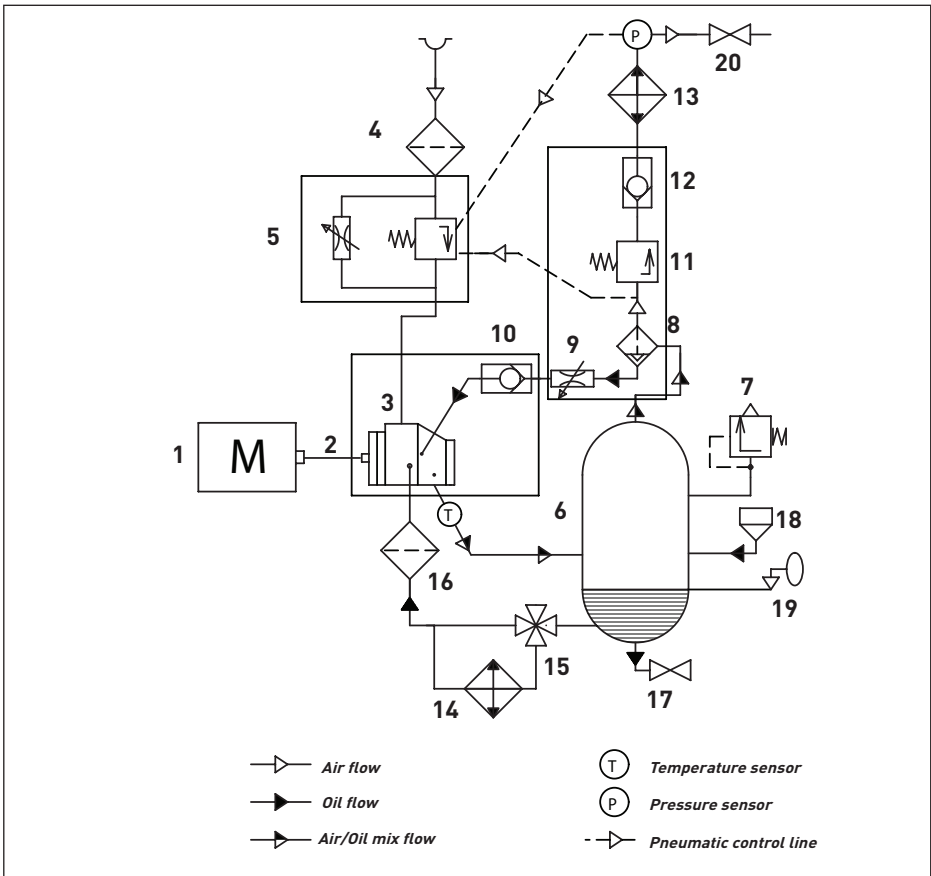 P
20
13
4
12
5
11
8
10
9
7
3
1
M
2
6
18
T
16
19
15
14
17
Air flow
T
Temperature sensor
Oil flow
P
Pressure sensor
Air/Oil mix flow
Pneumatic control line